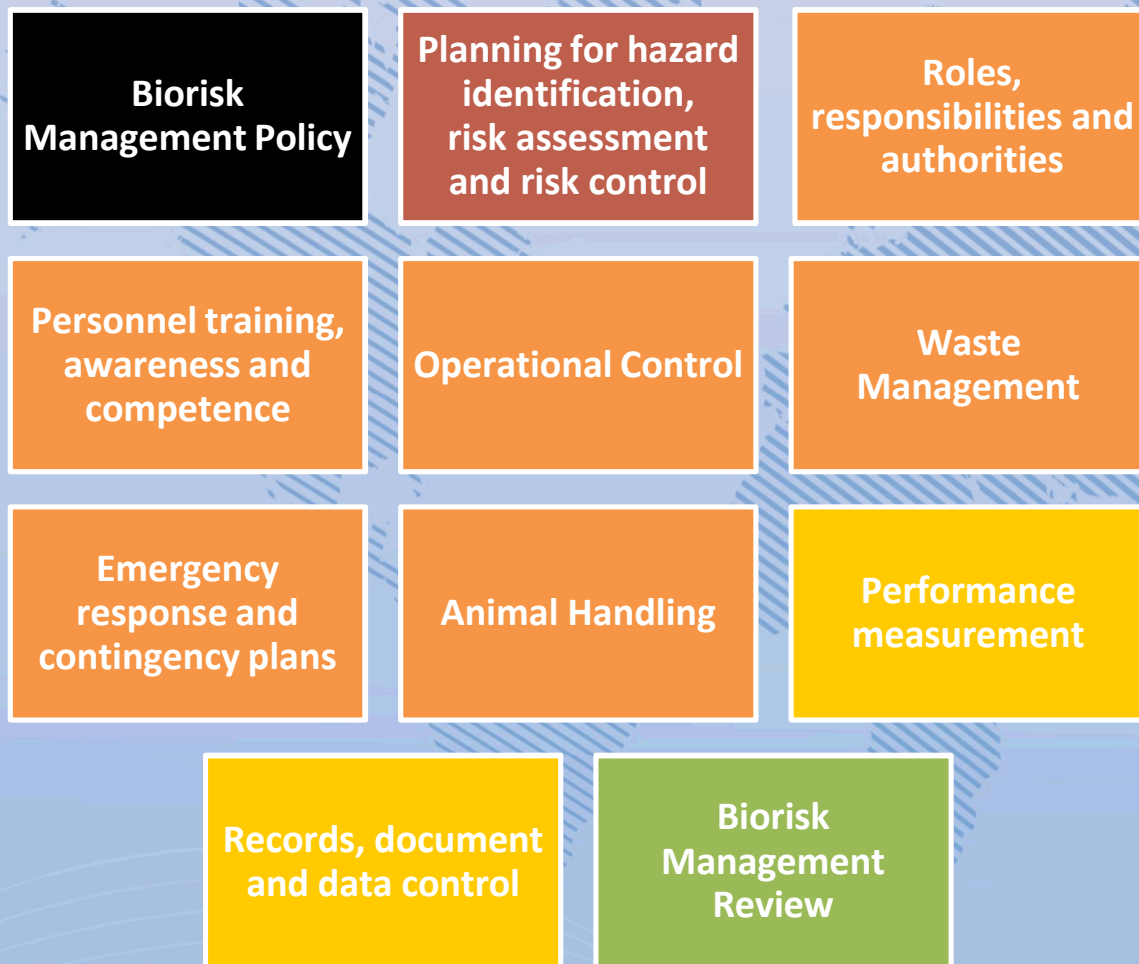 Biorisk
Management Policy
Planning for hazard
identification,
risk assessment
and risk control
Roles,
responsibilities and
authorities
Personnel training,
awareness and
competence
Operational Control
Waste
Management
Emergency
response and
contingency plans
Animal Handling
Performance
measurement
Records, document
and data control
Biorisk
Management
Review